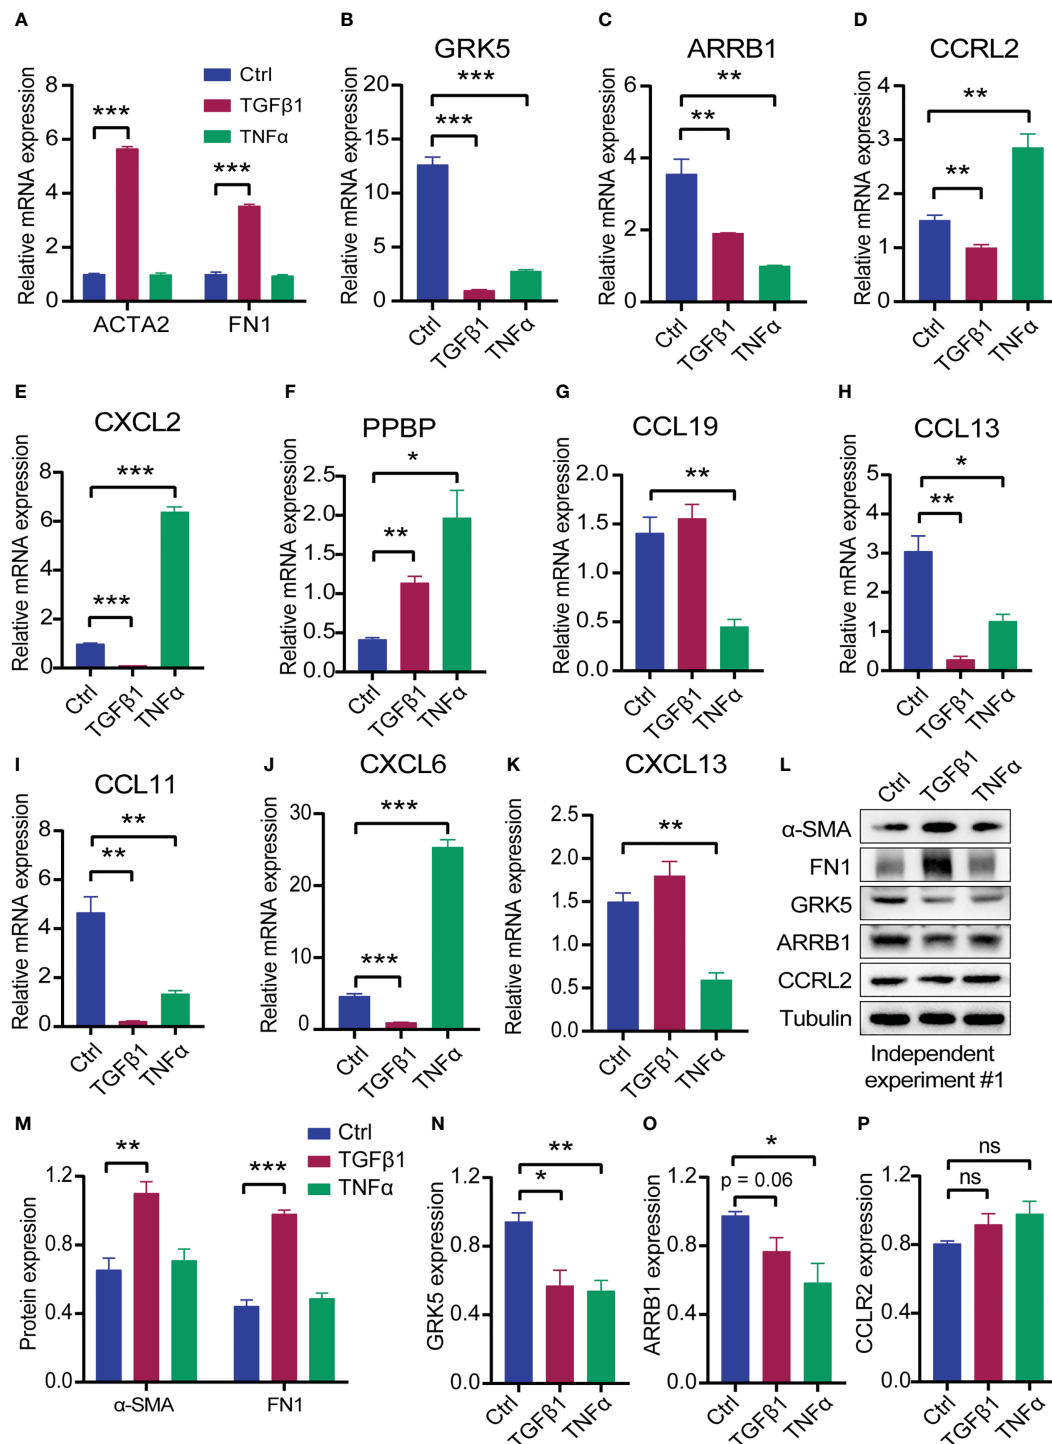 A
Ctrl
TGFβ1
TNFα
Relative mRNA expression
8
6
4
2
0
***
***
ACTA2
FN1
B
GRK5
Relative mRNA expression
20
15
10
5
0
***
***
Ctrl
TGFβ1
TNFα
C
ARRB1
Relative mRNA expression
6
4
2
0
**
**
Ctrl
TGFβ1
TNFα
D
CCRL2
Relative mRNA expression
4
3
2
1
0
**
**
Ctrl
TGFβ1
TNFα
E
CXCL2
Relative mRNA expression
8
6
4
2
0
***
***
Ctrl
TGFβ1
TNFα
F
PPBP
Relative mRNA expression
2.5
2.0
1.5
1.0
0.5
0.0
*
**
Ctrl
TGFβ1
TNFα
G
CCL19
Relative mRNA expression
2.0
1.5
1.0
0.5
0.0
**
Ctrl
TGFβ1
TNFα
H
CCL13
Relative mRNA expression
5
4
3
2
1
0
*
**
Ctrl
TGFβ1
TNFα
I
CCL11
Relative mRNA expression
8
6
4
2
0
**
**
Ctrl
TGFβ1
TNFα
J
CXCL6
Relative mRNA expression
30
20
10
0
***
***
Ctrl
TGFβ1
TNFα
K
CXCL13
Relative mRNA expression
2.5
2.0
1.5
1.0
0.5
0.0
**
Ctrl
TGFβ1
TNFα
L
Ctrl
TGFβ1
TNFα
α-SMA
FN1
GRK5
ARRB1
CCRL2
Tubulin
Independent
experiment #1
M
Ctrl
TGFβ1
TNFα
Protein expression
1.2
0.8
0.4
0.0
**
***
α-SMA
FN1
N
GRK5 expression
1.2
0.8
0.4
0.0
**
*
Ctrl
TGFβ1
TNFα
O
ARRB1 expression
1.2
0.8
0.4
0.0
*
p = 0.06
Ctrl
TGFβ1
TNFα
P
CCLR2 expression
1.2
0.8
0.4
0.0
ns
ns
Ctrl
TGFβ1
TNFα